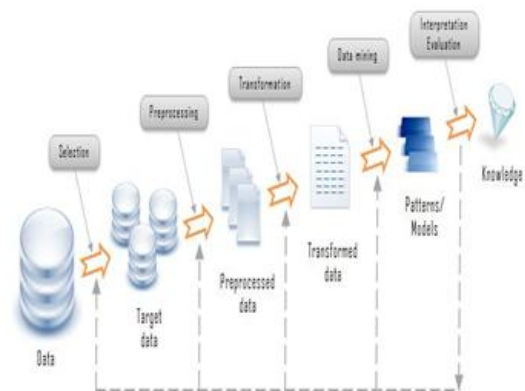 Interpretation
Evaluation
Data mining
Transformation
Preprocessing
Selection
Knowledge
Patterns/
Models
Transformed
data
Preprocessed
data
Target
data
Data